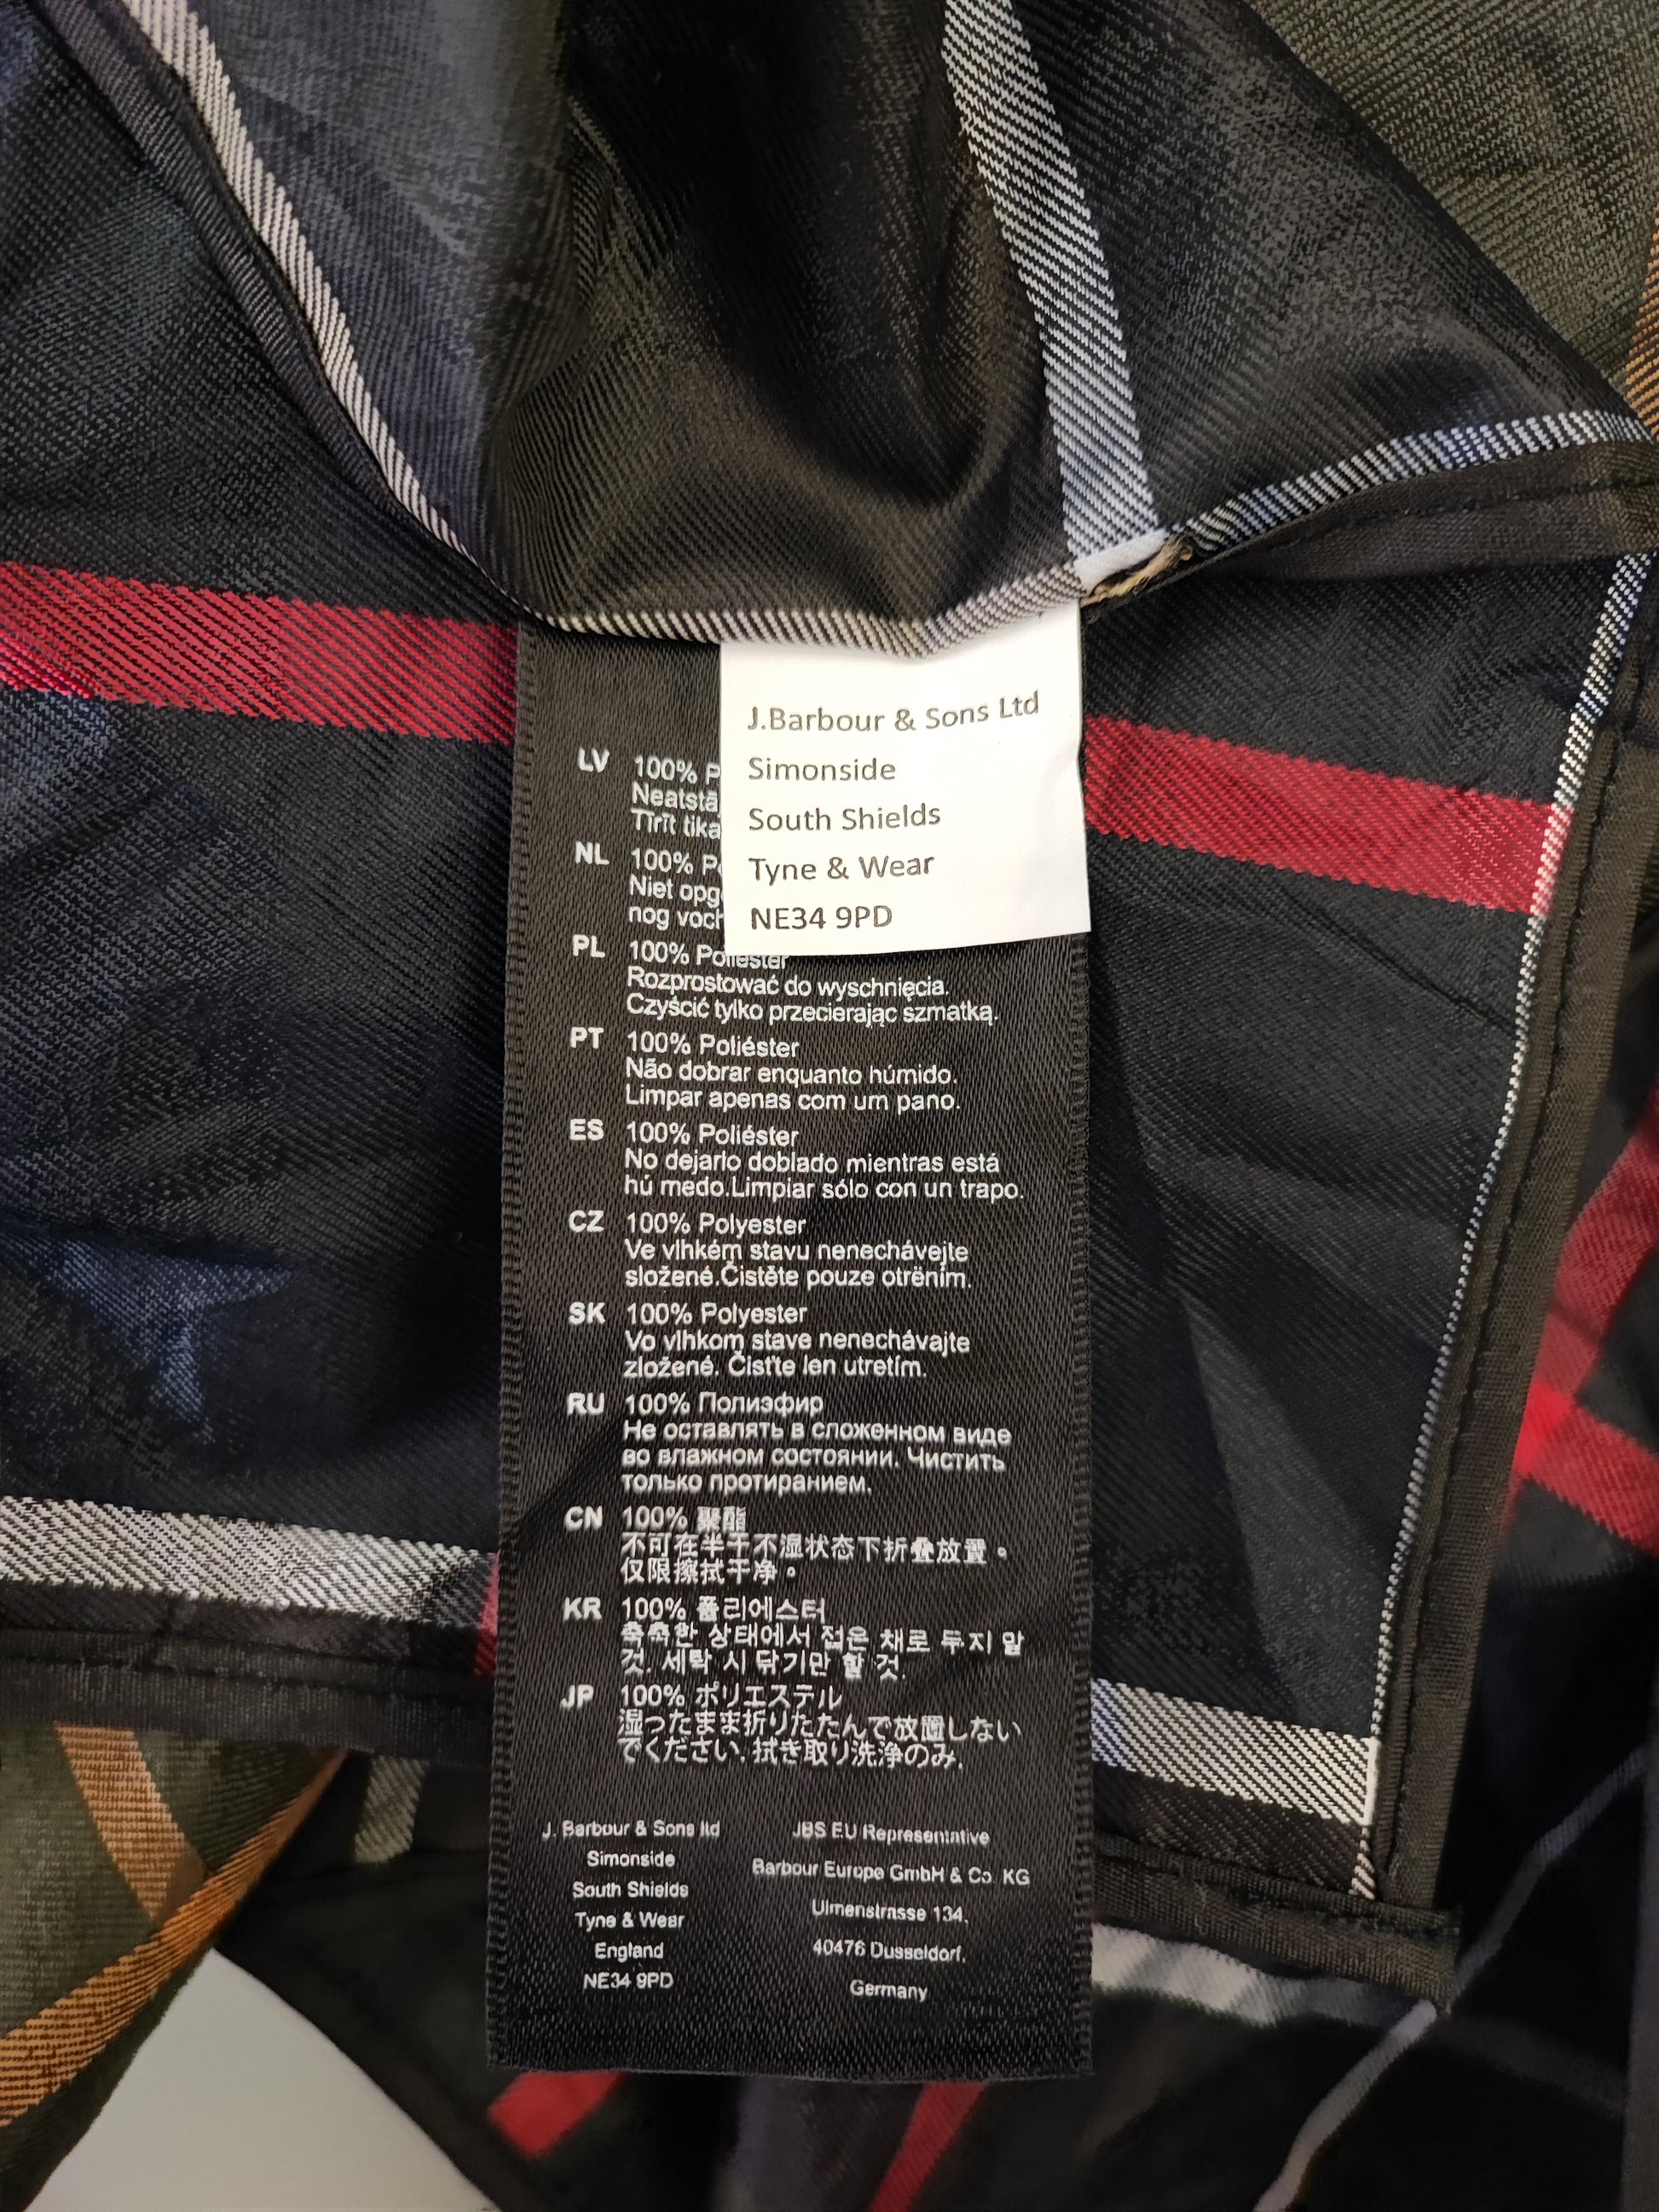 J.Barbour & Sons Ltd
Simonside
South Shields
Tyne & Wear
NE34 9PD
LV 100% P
Neatstā
Tīrīt tika
NL 100% P
Niet opg
nog voch
PL 100% Poliester
Rozprostować do wyschnięcia.
Czyścić tylko przecierając szmatką.
PT 100% Poliéster
Não dobrar enquanto húmido.
Limpar apenas com um pano.
ES 100% Poliéster
No dejarlo doblado mientras está
hú medo.Limpiar sólo con un trapo.
CZ 100% Polyester
Ve vlhkém stavu nenechávejte
složené.Čistěte pouze otrěním.
SK 100% Polyester
Vo vlhkom stave nenechávajte
zložené. Čisťte len utretím.
RU 100% Полиэфир
Не оставлять в сложенном виде
во влажном состоянии. Чистить
только протиранием.
CN 100% 聚酯
不可在半干不湿状态下折叠放置。
仅限擦拭干净。
KR 100% 폴리에스터
축축한 상태에서 접은 채로 두지 말
것. 세탁 시 닦기만 할 것.
JP 100% ポリエステル
湿ったまま折りたたんで放置しない
でください. 拭き取り洗浄のみ.
J. Barbour & Sons ltd
Simonside
South Shields
Tyne & Wear
England
NE34 9PD
JBS EU Representative
Barbour Europe GmbH & Co. KG
Ulmenstrasse 134,
40476 Dusseldorf,
Germany